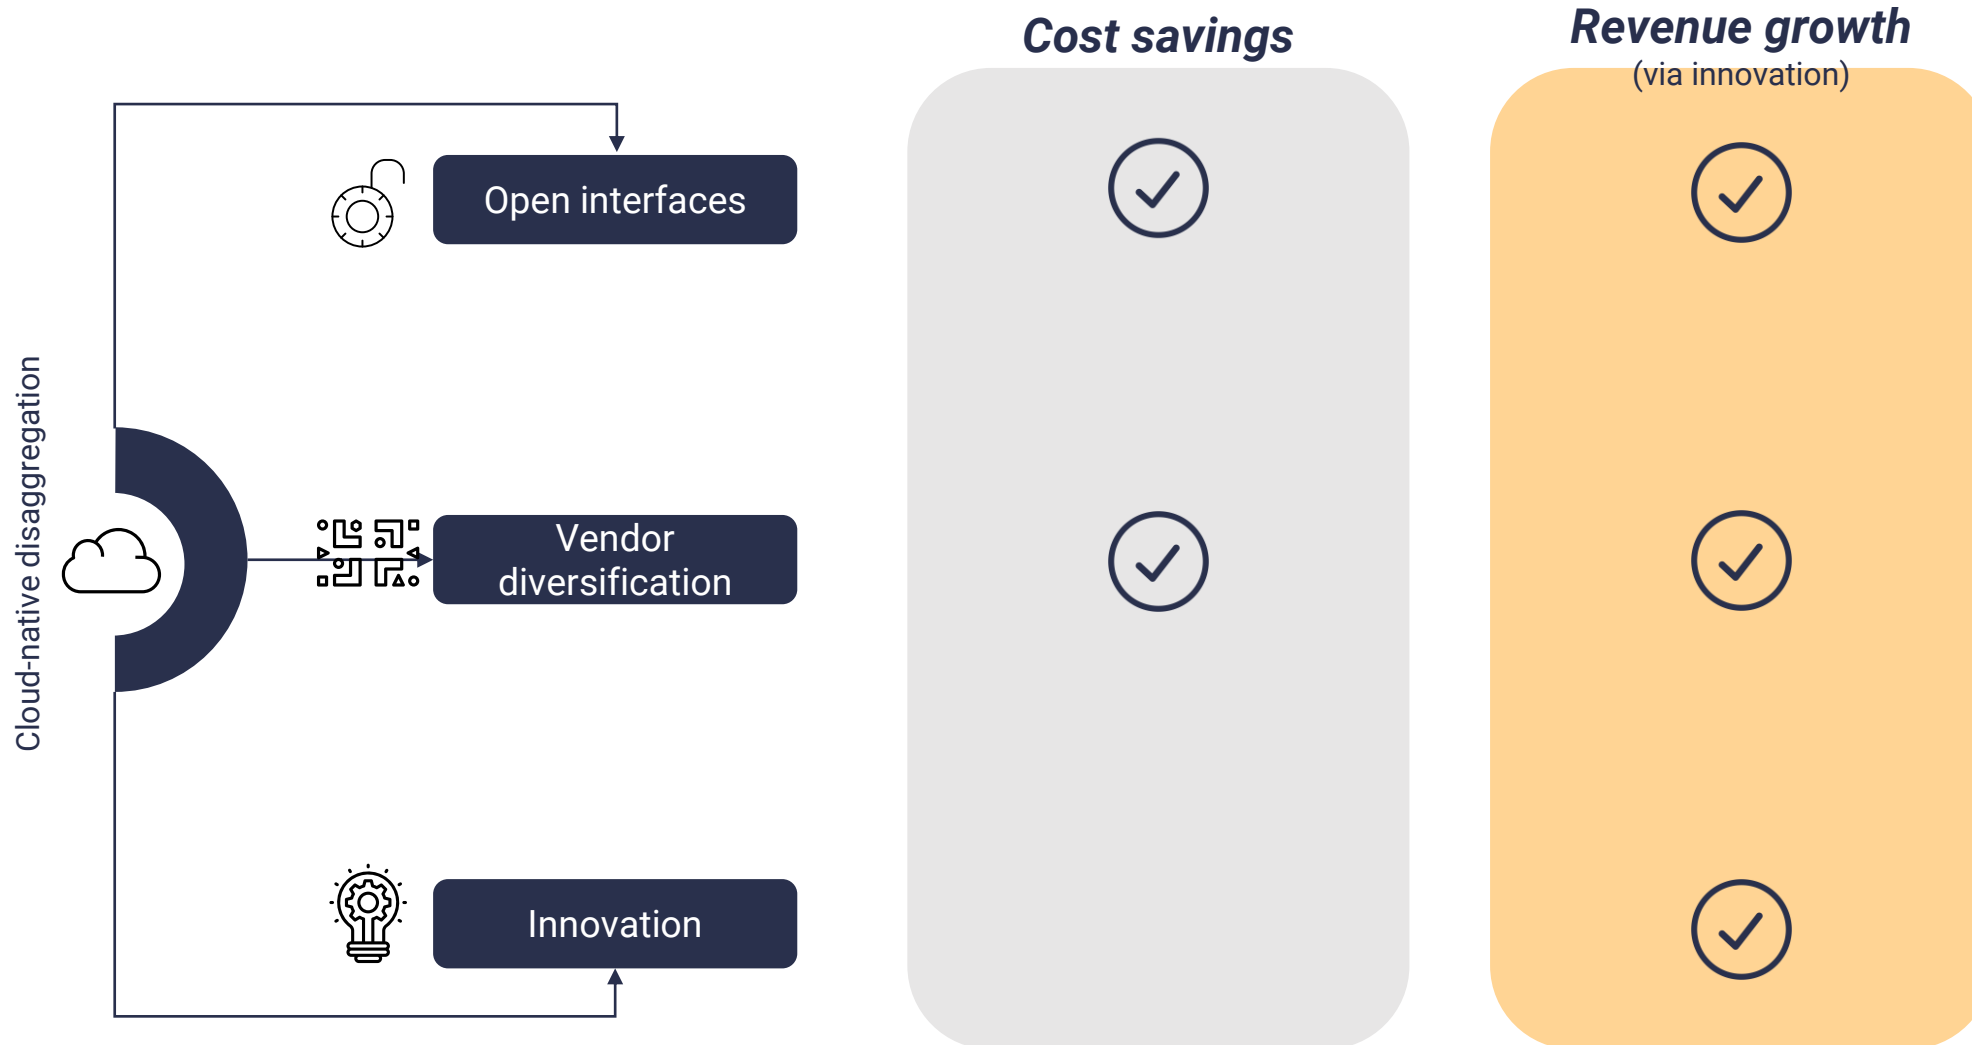 Cost savings
Revenue growth
(via innovation)
Cloud-native disaggregation
Open interfaces
Vendor
diversification
Innovation